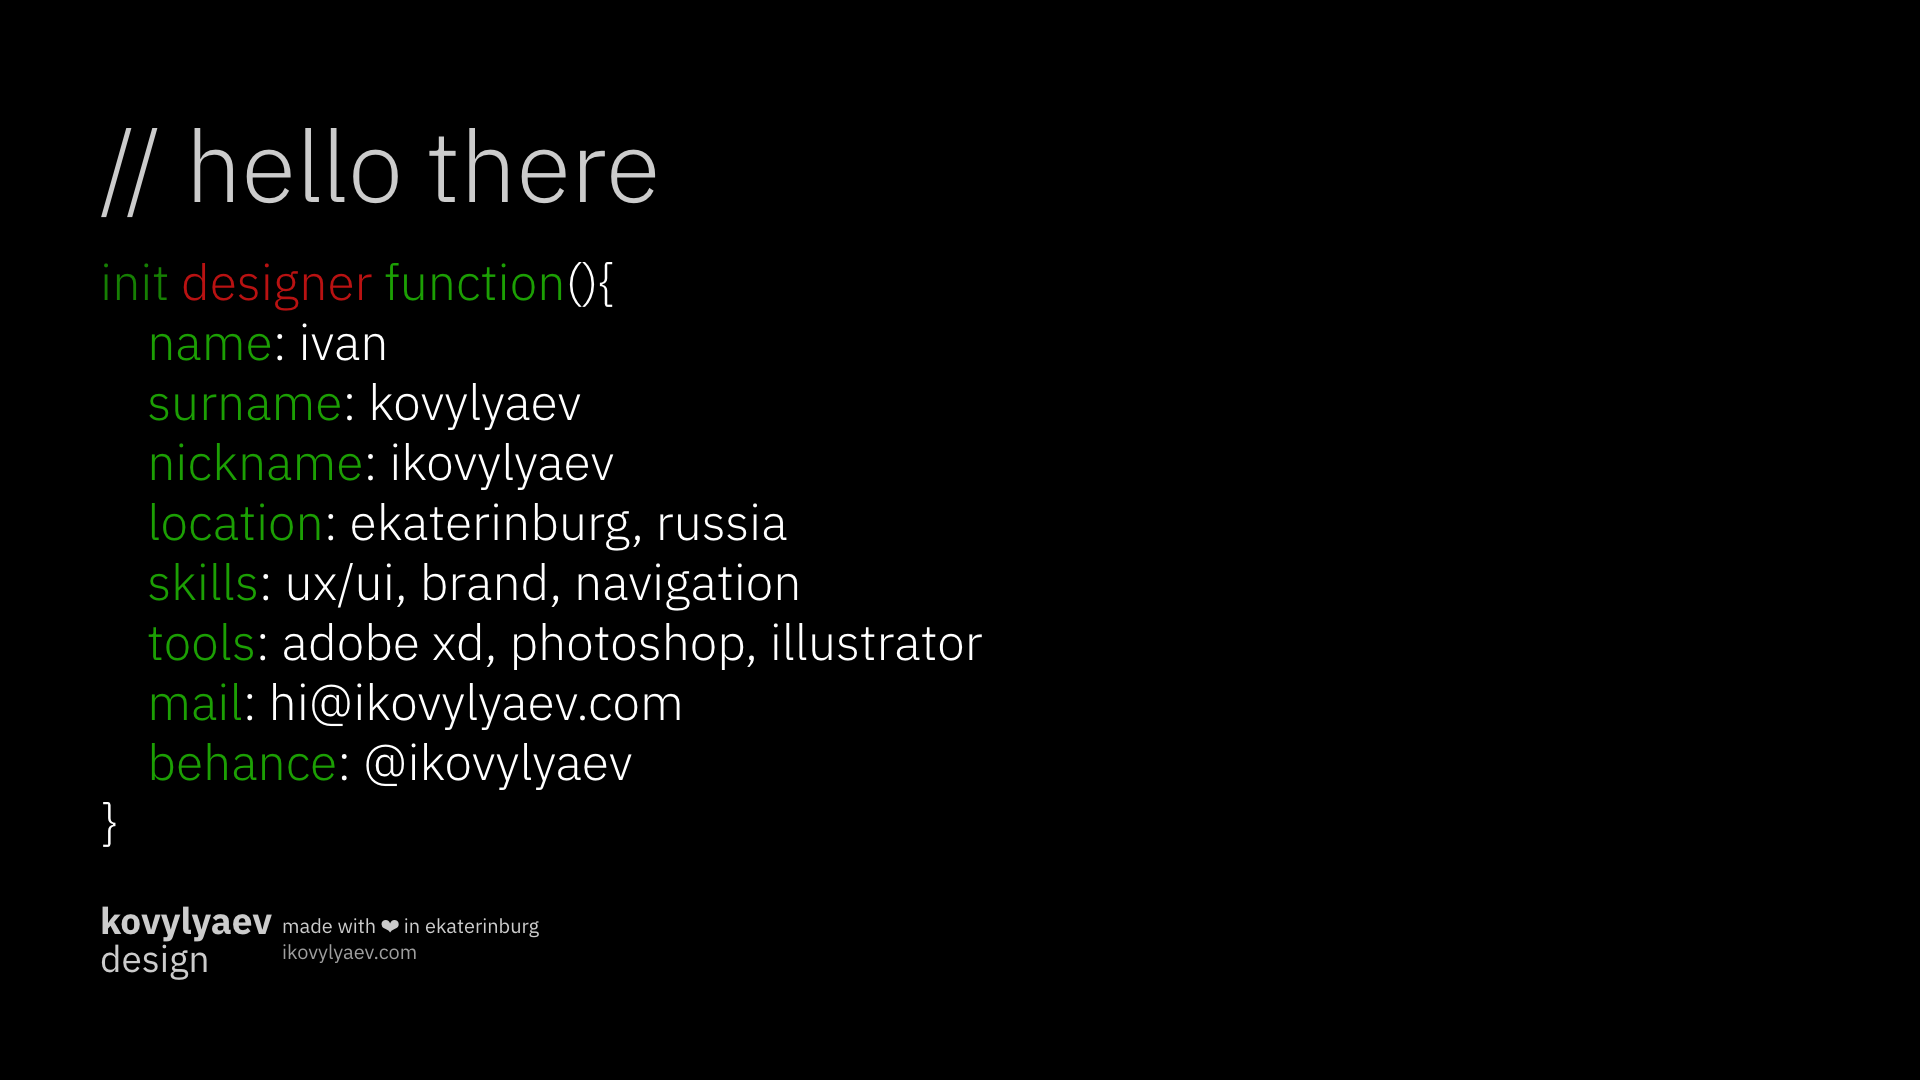 // hello there
init designer function(){
name: ivan
surname: kovylyaev
nickname: ikovylyaev
location: ekaterinburg, russia
skills: ux/ui, brand, navigation
tools: adobe xd, photoshop, illustrator
mail: hi@ikovylyaev.com
behance: @ikovylyaev
}
kovylyaev
design
made with ❤ in ekaterinburg
ikovylyaev.com